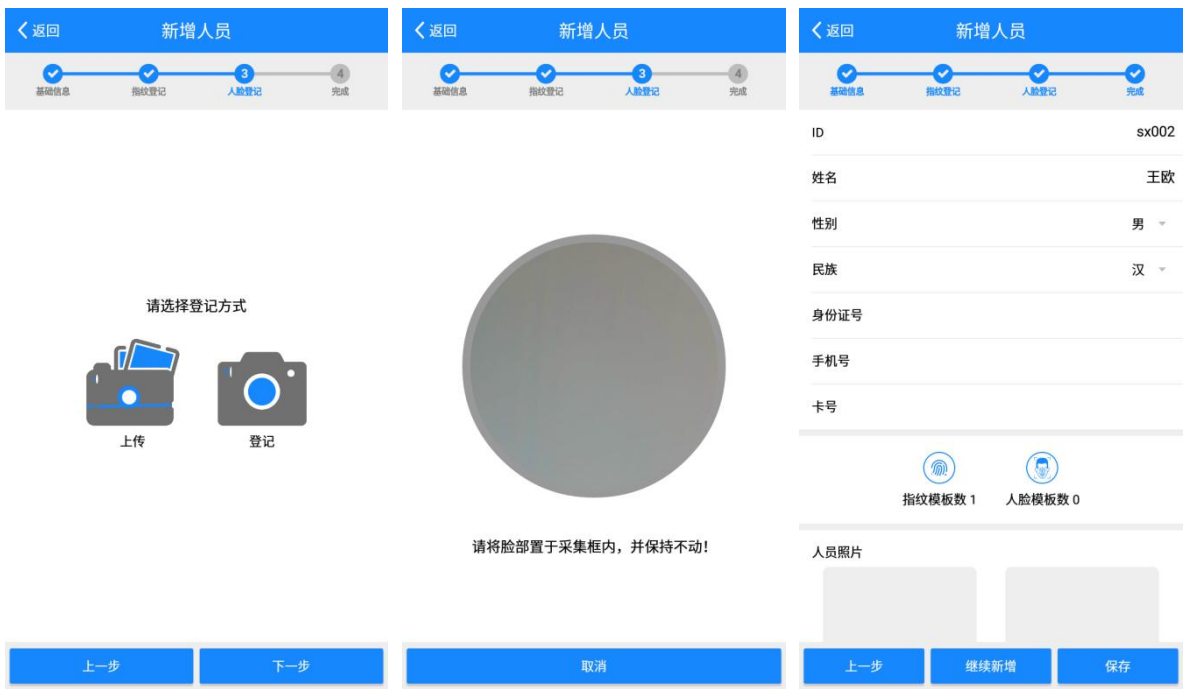 返回 新增人员
3 4
基础信息 指纹登记 人脸登记 完成
请选择登记方式
上传 登记
上一步 下一步
返回 新增人员
3 4
基础信息 指纹登记 人脸登记 完成
请将脸部置于采集框内，并保持不动！
取消
返回 新增人员
基础信息 指纹登记 人脸登记 完成
ID sx002
姓名 王欧
性别 男
民族 汉
身份证号
手机号
卡号
指纹模板数 1 人脸模板数 0
人员照片
上一步 继续新增 保存